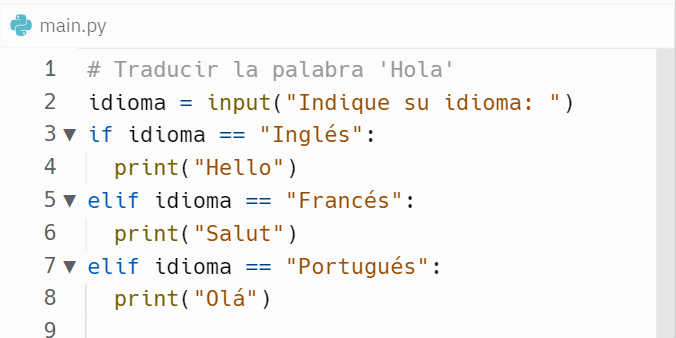 main.py
1 # Traducir la palabra 'Hola'
2 idioma = input("Indique su idioma: ")
3 ▼ if idioma == "Inglés":
4 print("Hello")
5 ▼ elif idioma == "Francés":
6 print("Salut")
7 ▼ elif idioma == "Portugués":
8 print("Olá")
9